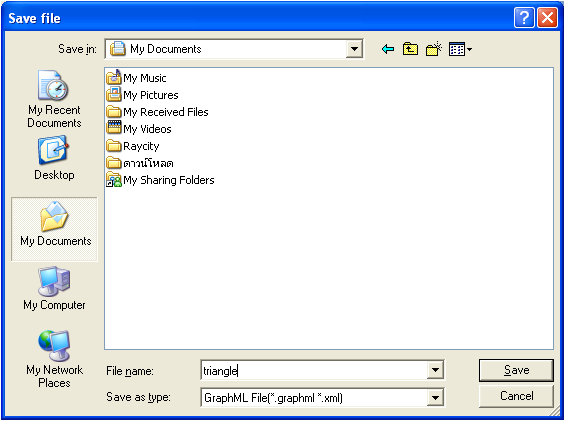 Save file
Save in: My Documents
My Recent
Documents
Desktop
My Documents
My Computer
My Network
Places
My Music
My Pictures
My Received Files
My Videos
Raycity
ดาวน์โหลด
My Sharing Folders
File name: triangle Save
Save as type: GraphML File(*.graphml *.xml) Cancel